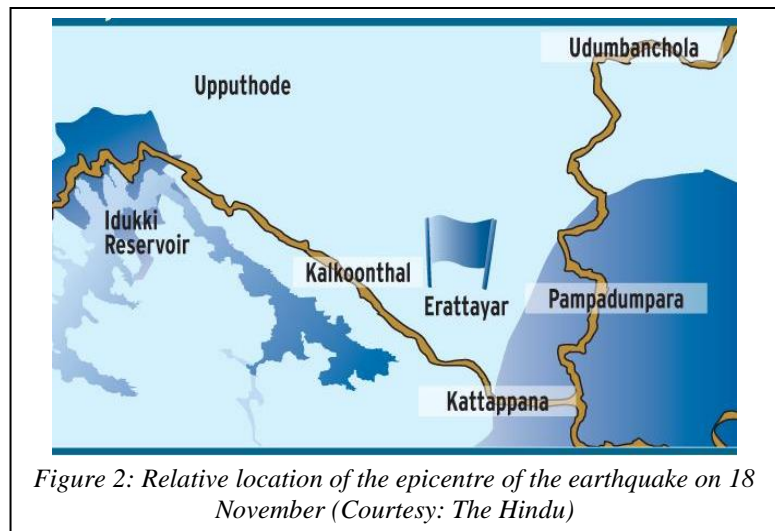 Udumbanchola
Upputhode
Idukki
Reservoir
Kalkoonthal
Erattayar
Pampadumpara
Kattappana
Figure 2: Relative location of the epicentre of the earthquake on 18
November (Courtesy: The Hindu)